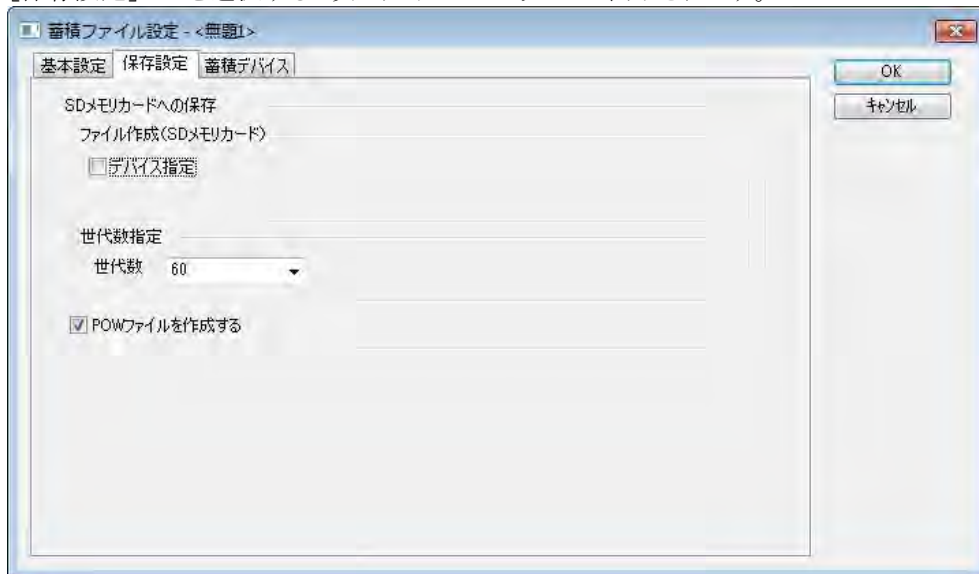 蓄積ファイル設定 - <無題1>
基本設定 保存設定 蓄積デバイス
OK
キャンセル
SDメモリカードへの保存
ファイル作成(SDメモリカード)
デバイス指定
世代数指定
世代数 60
POWファイルを作成する